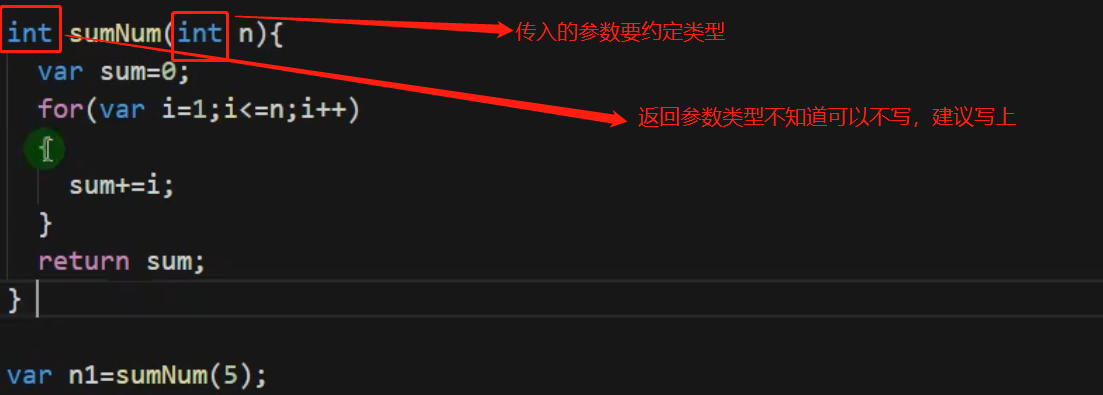 int sumNum(int n){
传入的参数要约定类型
var sum=0;
for(var i=1;i<=n;i++)
返回参数类型不知道可以不写，建议写上
{
sum+=i;
}
return sum;
}
var n1=sumNum(5);